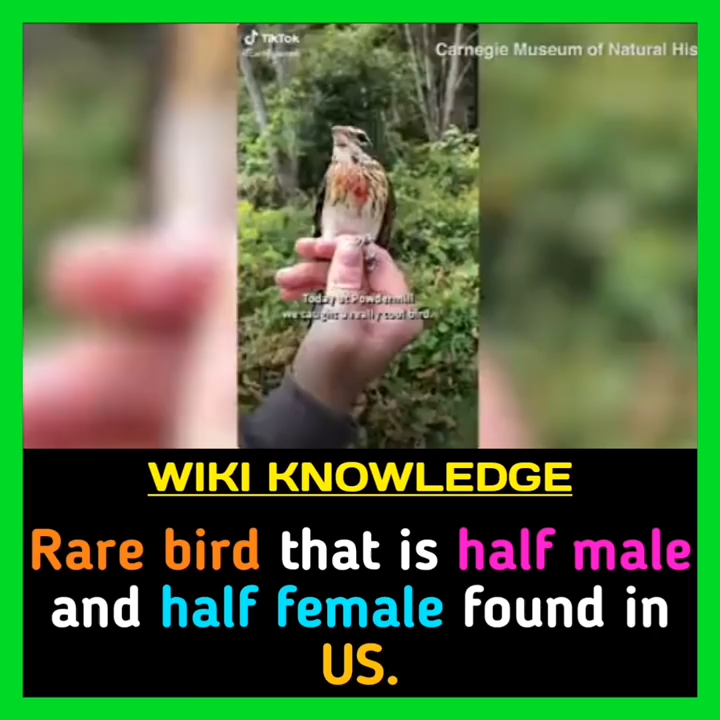 TikTok
Carnegie Museum of Natural His
Today at Powdermill
we caught a really cool bird.
WIKI KNOWLEDGE
Rare bird that is half male
and half female found in
US.